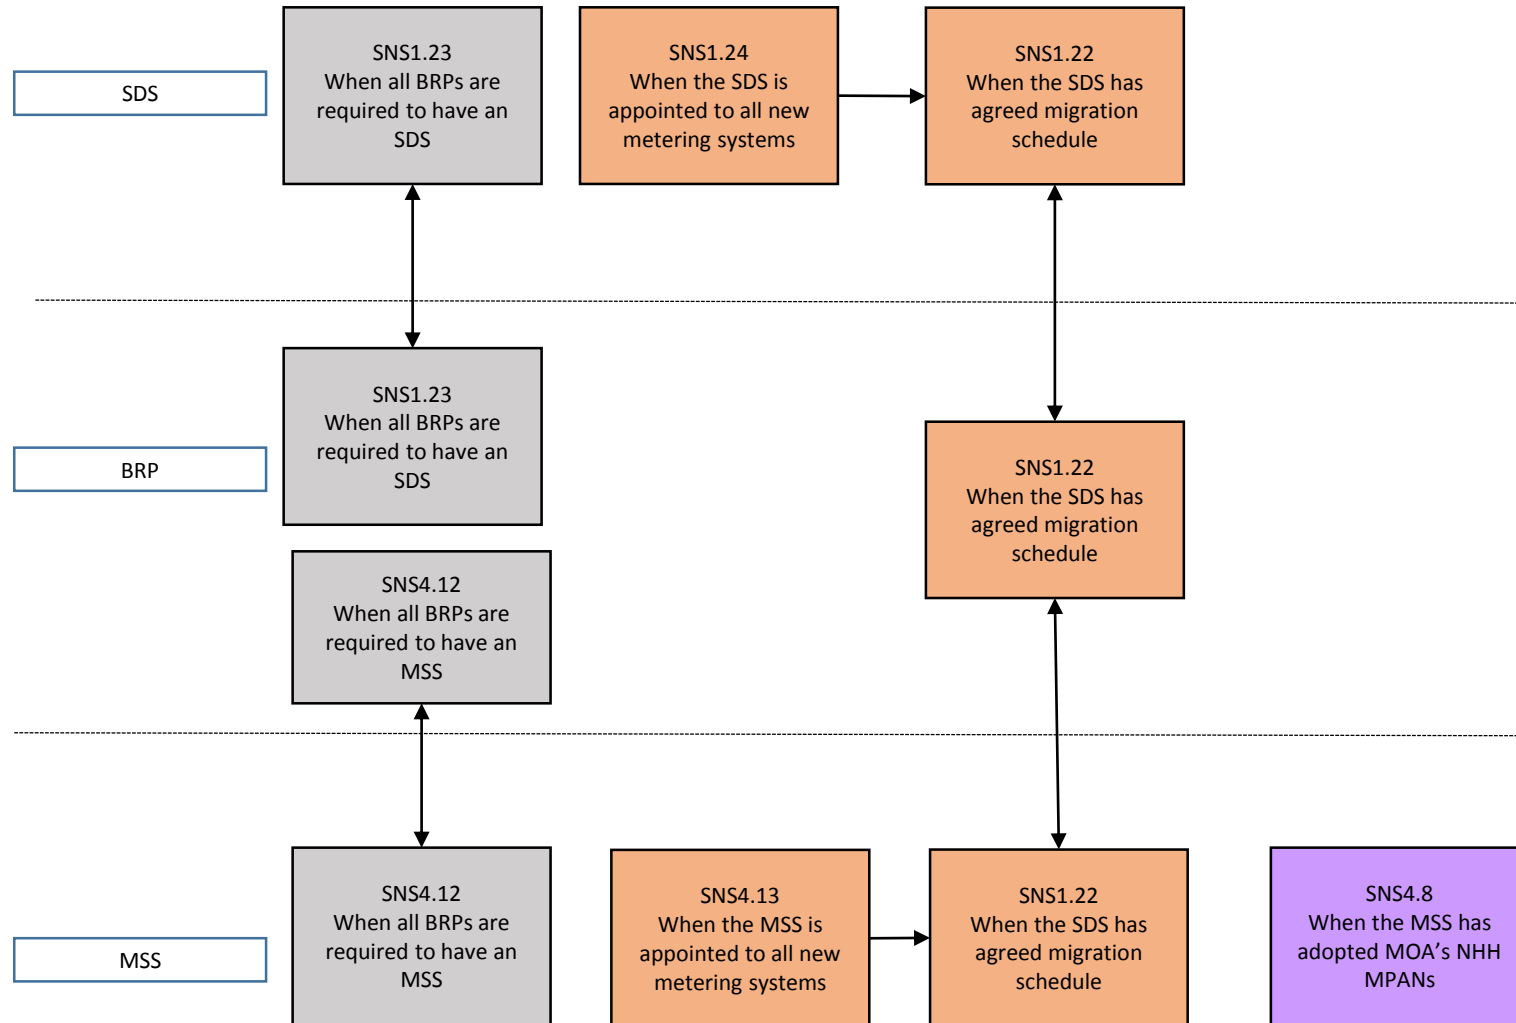 SDS
SNS1.23
When all BRPs are
required to have an
SDS
SNS1.24
When the SDS is
appointed to all new
metering systems
SNS1.22
When the SDS has
agreed migration
schedule
BRP
SNS1.23
When all BRPs are
required to have an
SDS
SNS4.12
When all BRPs are
required to have an
MSS
SNS1.22
When the SDS has
agreed migration
schedule
MSS
SNS4.12
When all BRPs are
required to have an
MSS
SNS4.13
When the MSS is
appointed to all new
metering systems
SNS1.22
When the SDS has
agreed migration
schedule
SNS4.8
When the MSS has
adopted MOA’s NHH
MPANs